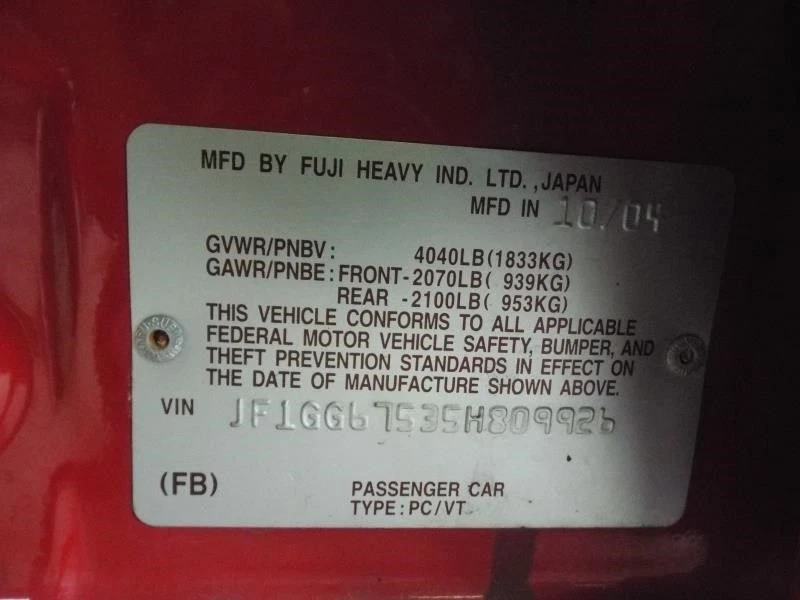 MFD BY FUJI HEAVY IND. LTD., JAPAN
MFD IN 10/04
GVWR/PNBV: 4040LB(1833KG)
GAWR/PNBE: FRONT-2070LB( 939KG)
REAR -2100LB( 953KG)
THIS VEHICLE CONFORMS TO ALL APPLICABLE
FEDERAL MOTOR VEHICLE SAFETY, BUMPER, AND
THEFT PREVENTION STANDARDS IN EFFECT ON
THE DATE OF MANUFACTURE SHOWN ABOVE.
VIN JF1GG67535H809926
(FB) PASSENGER CAR
TYPE: PC/VT